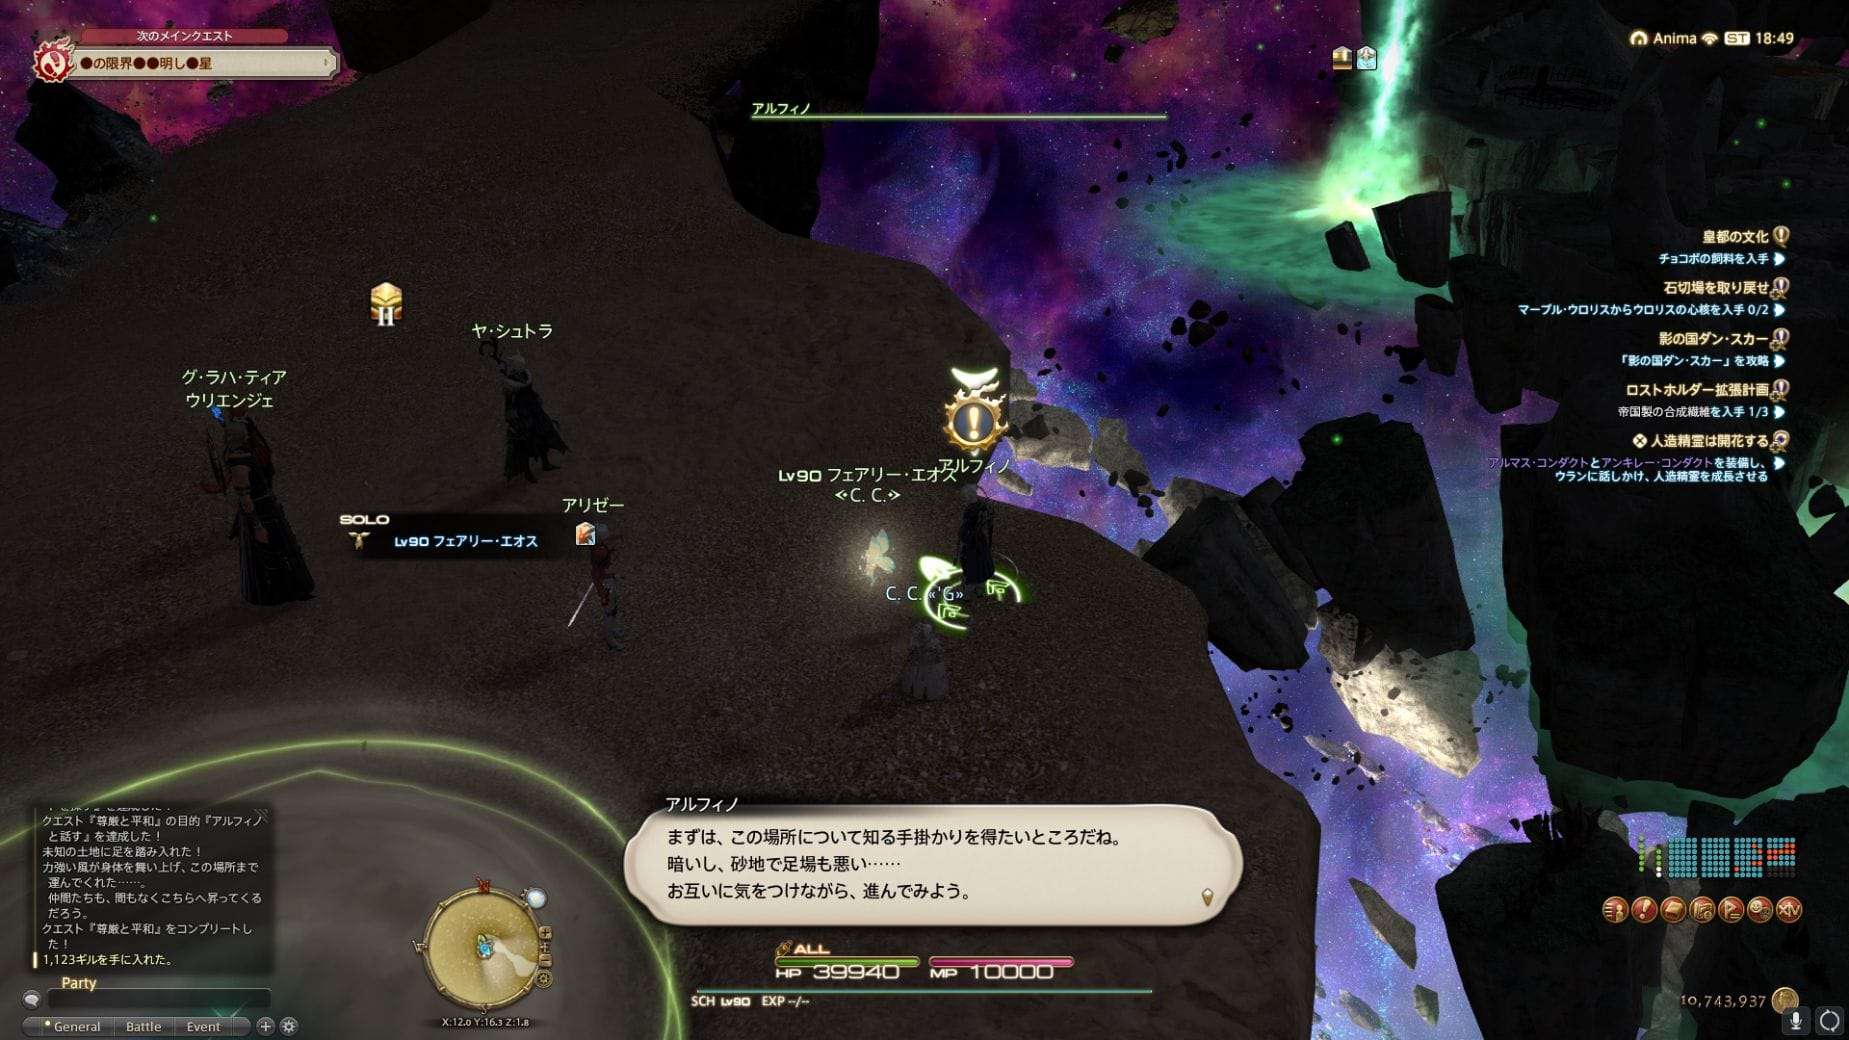 次のメインクエスト
●の限界●●明し●星
アルフィノ
Anima ST 18:49
皇都の文化
チョコボの飼料を入手
石切場を取り戻せ
マーブル・ウロリスからウロリスの心核を入手 0/2
影の国ダン・スカー
「影の国ダン・スカー」を攻略
ロストホルダー拡張計画
帝国製の合成繊維を入手 1/3
人造精霊は開花する
アルマス・コンダクトとアンキレー・コンダクトを装備し、
ウランに話しかけ、人造精霊を成長させる
H
ヤ・シュトラ
グ・ラハ・ティア
ウリエンジェ
アリゼー
SOLO
Lv90 フェアリー・エオス
Lv90 フェアリー・エオス
«C. C.»
アルフィノ
C. C. «'G»
アルフィノ
まずは、この場所について知る手掛かりを得たいところだね。
暗いし、砂地で足場も悪い……
お互いに気をつけながら、進んでみよう。
クエスト『尊厳と平和』の目的『アルフィノ
と話す』を達成した！
未知の土地に足を踏み入れた！
力強い風が身体を舞い上げ、この場所まで
運んでくれた……。
仲間たちも、間もなくこちらへ昇ってくる
だろう。
クエスト『尊厳と平和』をコンプリートし
た！
1,123ギルを手に入れた。
Party
General Battle Event
X:12.0 Y:16.3 Z:1.8
ALL
HP 39940 MP 10000
SCH Lv90 EXP --/--
10,743,937